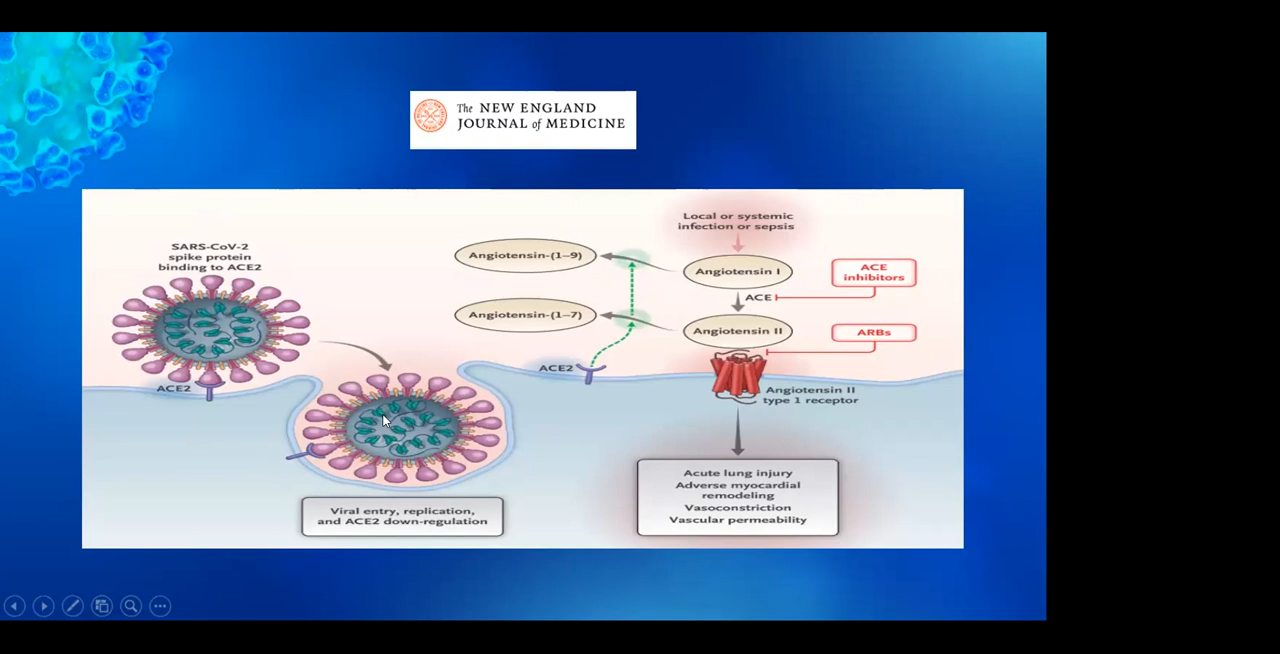 The NEW ENGLAND
JOURNAL of MEDICINE
SARS-CoV-2
spike protein
binding to ACE2
ACE2
Viral entry, replication,
and ACE2 down-regulation
Angiotensin-(1–9)
Angiotensin-(1–7)
ACE2
Local or systemic
infection or sepsis
Angiotensin I
ACE
ACE
inhibitors
Angiotensin II
ARBs
Angiotensin II
type 1 receptor
Acute lung injury
Adverse myocardial
remodeling
Vasoconstriction
Vascular permeability